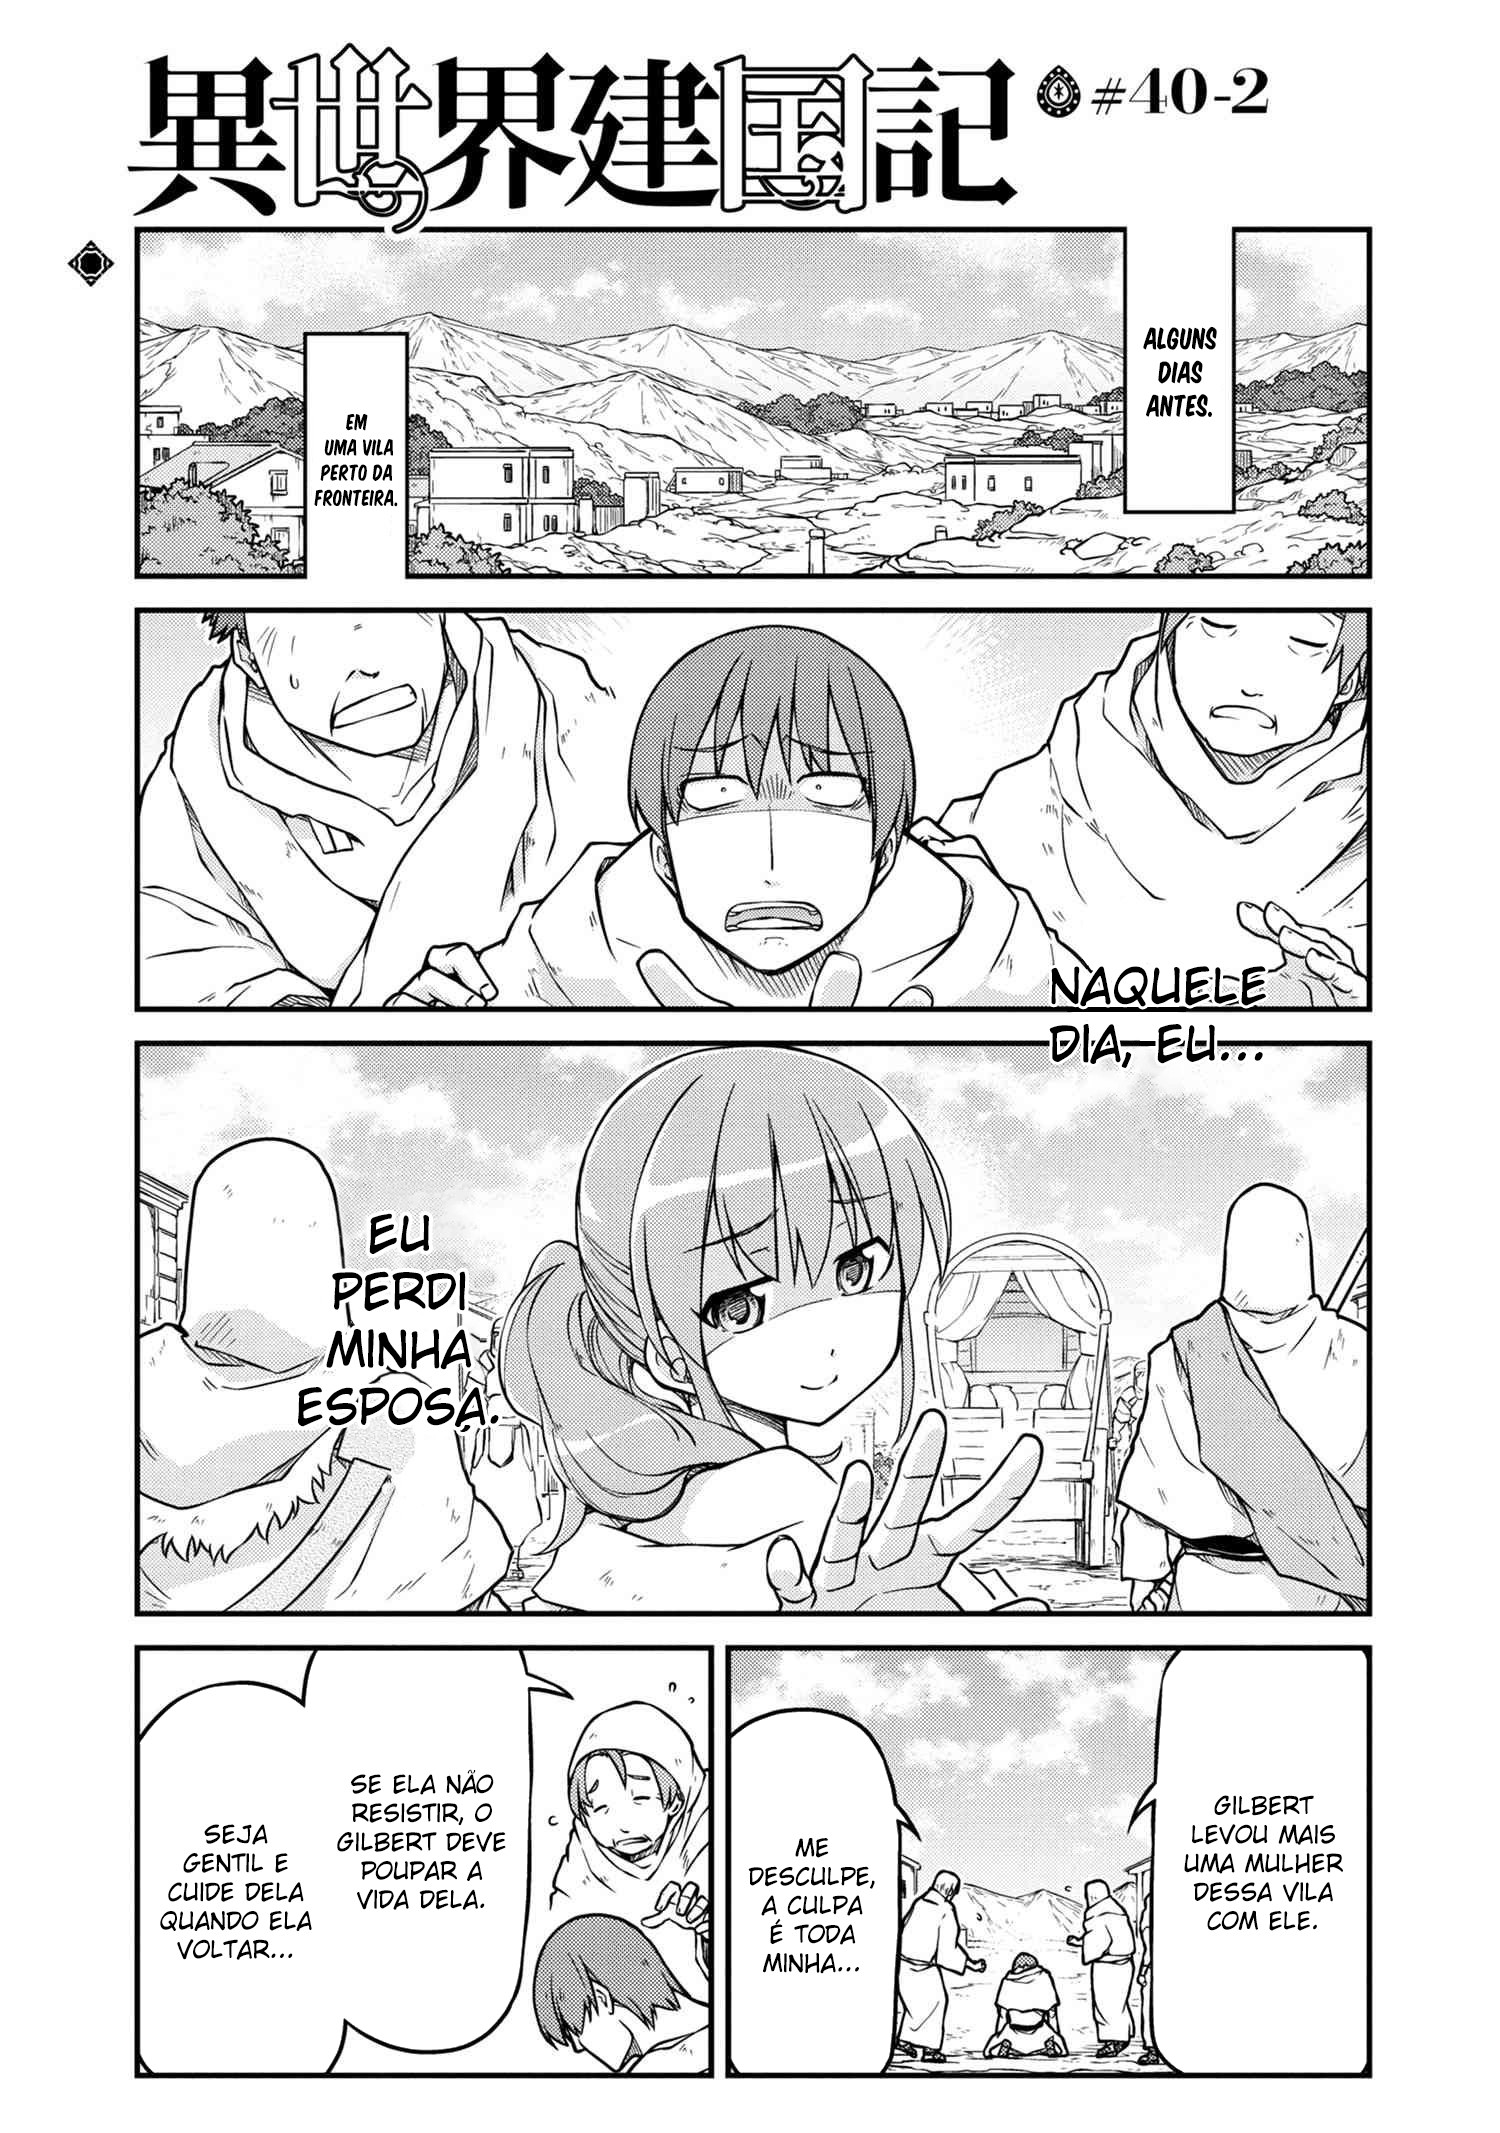 異世界建国記
#40-2
ALGUNS
DIAS
ANTES.
EM
UMA VILA
PERTO DA
FRONTEIRA.
NAQUELE
DIA, EU...
EU
PERDI
MINHA
ESPOSA.
GILBERT
LEVOU MAIS
UMA MULHER
DESSA VILA
COM ELE.
ME
DESCULPE,
A CULPA
É TODA
MINHA...
SE ELA NÃO
RESISTIR, O
GILBERT DEVE
POUPAR A
VIDA DELA.
SEJA
GENTIL E
CUIDE DELA
QUANDO ELA
VOLTAR...